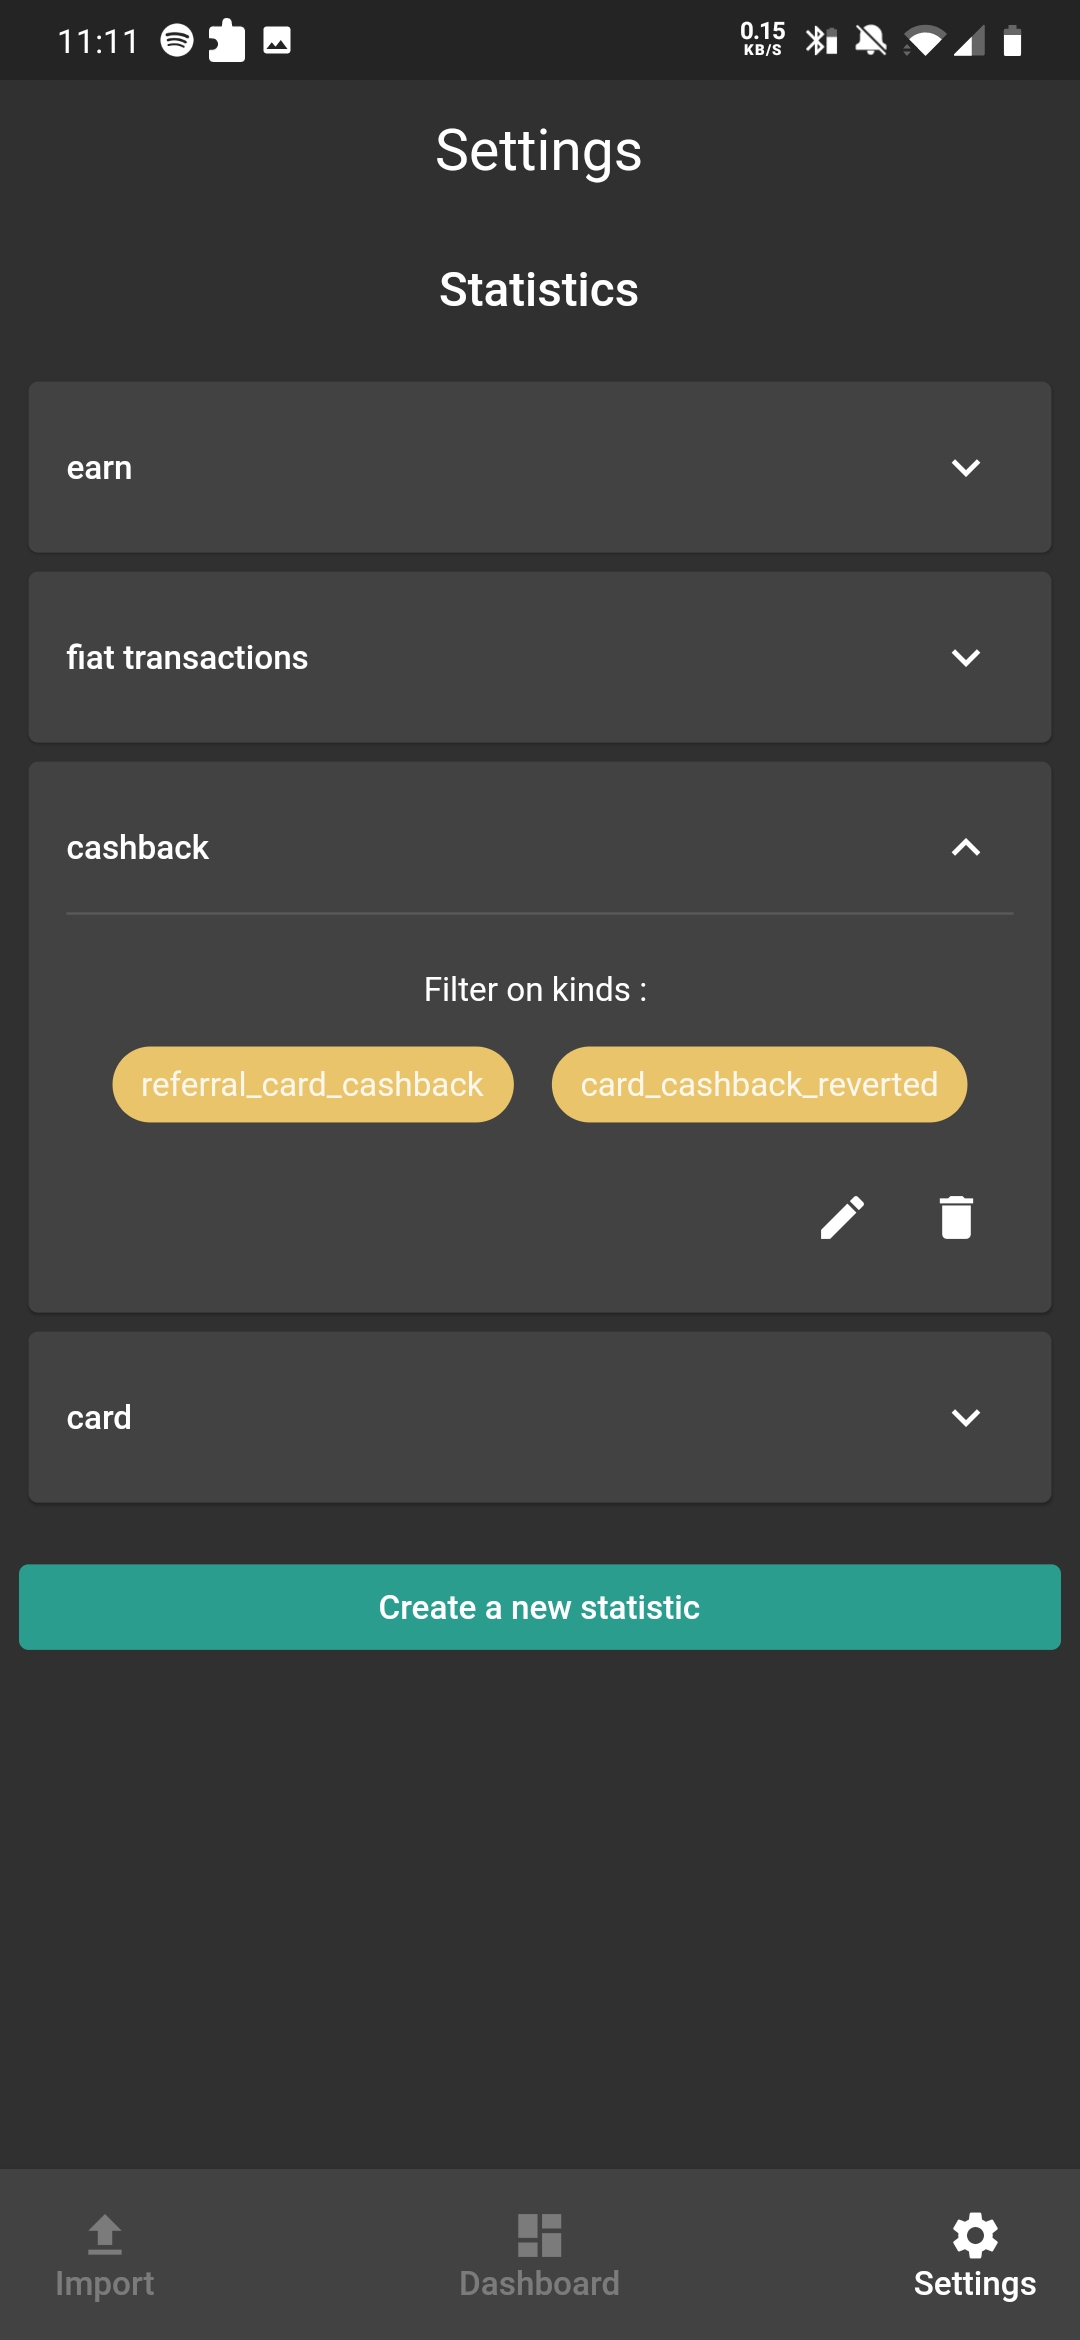 11:11
0.15
KB/S
Settings
Statistics
earn
fiat transactions
cashback
Filter on kinds :
referral_card_cashback card_cashback_reverted
card
Create a new statistic
Import Dashboard Settings